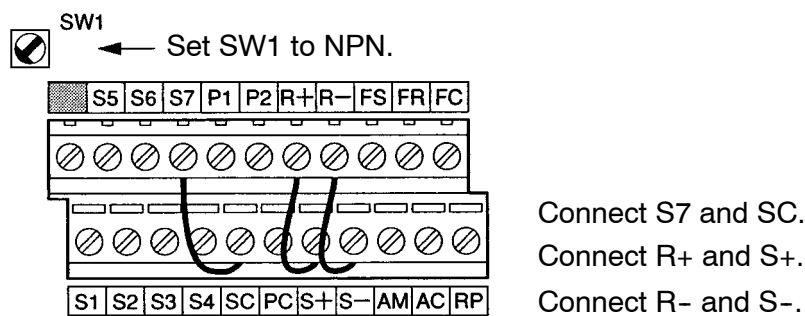 SW1
Set SW1 to NPN.
S5 S6 S7 P1 P2 R+ R− FS FR FC
Connect S7 and SC.
Connect R+ and S+.
S1 S2 S3 S4 SC PC S+ S− AM AC RP
Connect R− and S−.